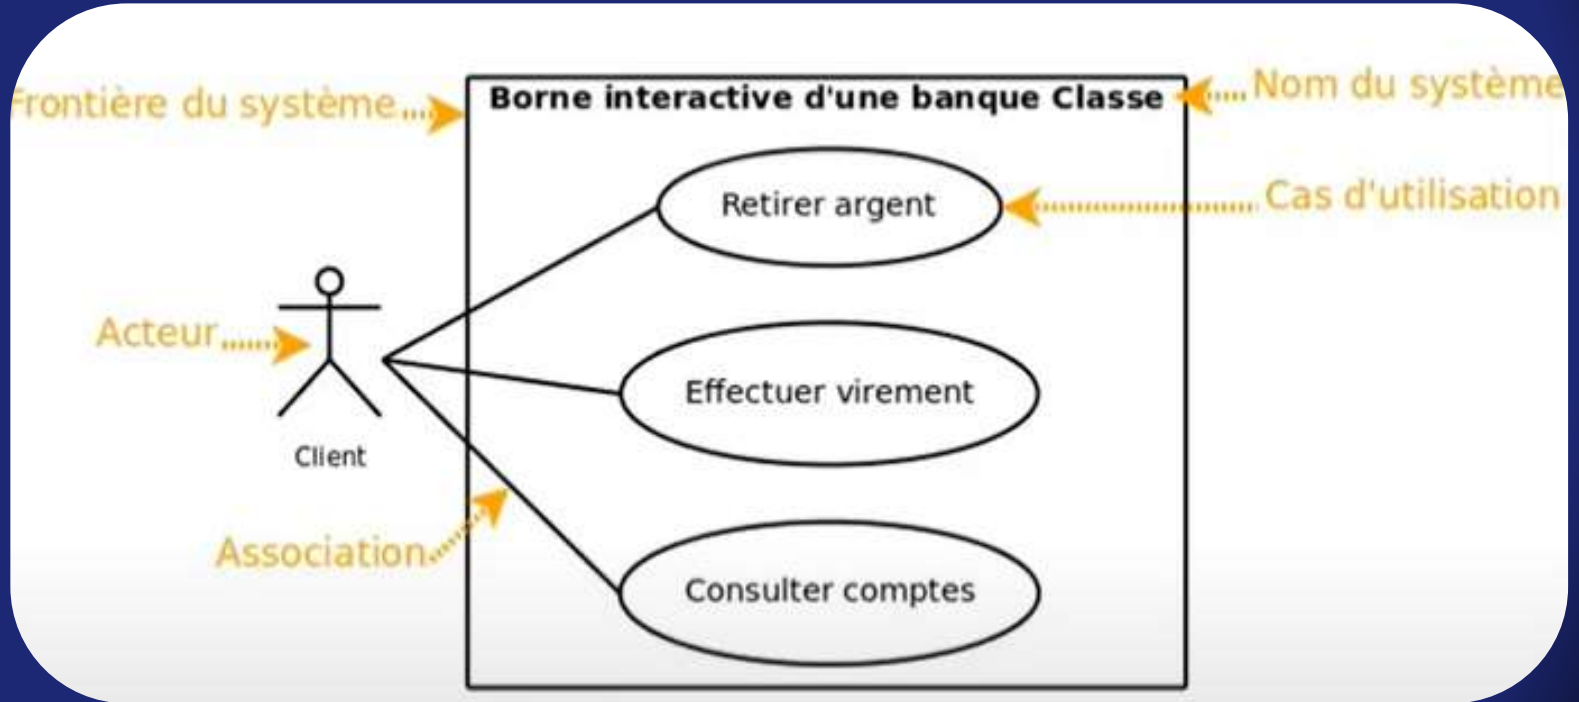 Frontière du système
Borne interactive d'une banque Classe
Nom du système
Retirer argent
Cas d'utilisation
Acteur
Effectuer virement
Client
Association
Consulter comptes